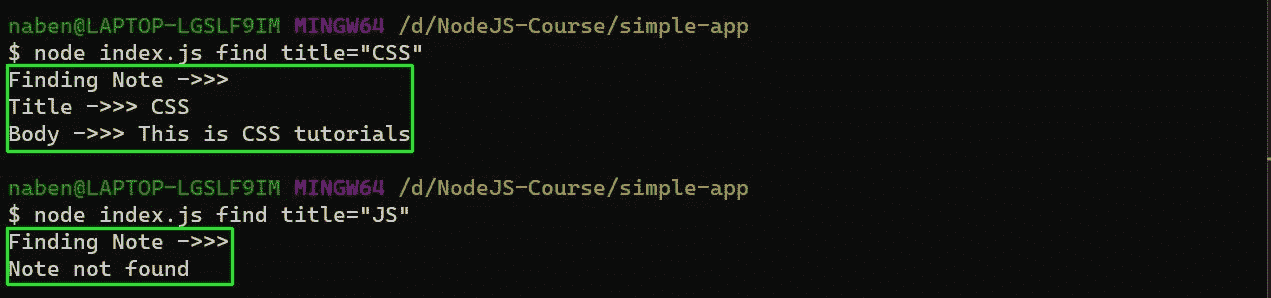 naben@LAPTOP-LGSLF9IM MINGW64 /d/NodeJS-Course/simple-app
$ node index.js find title="CSS"
Finding Note ->>>
Title ->>> CSS
Body ->>> This is CSS tutorials
naben@LAPTOP-LGSLF9IM MINGW64 /d/NodeJS-Course/simple-app
$ node index.js find title="JS"
Finding Note ->>>
Note not found